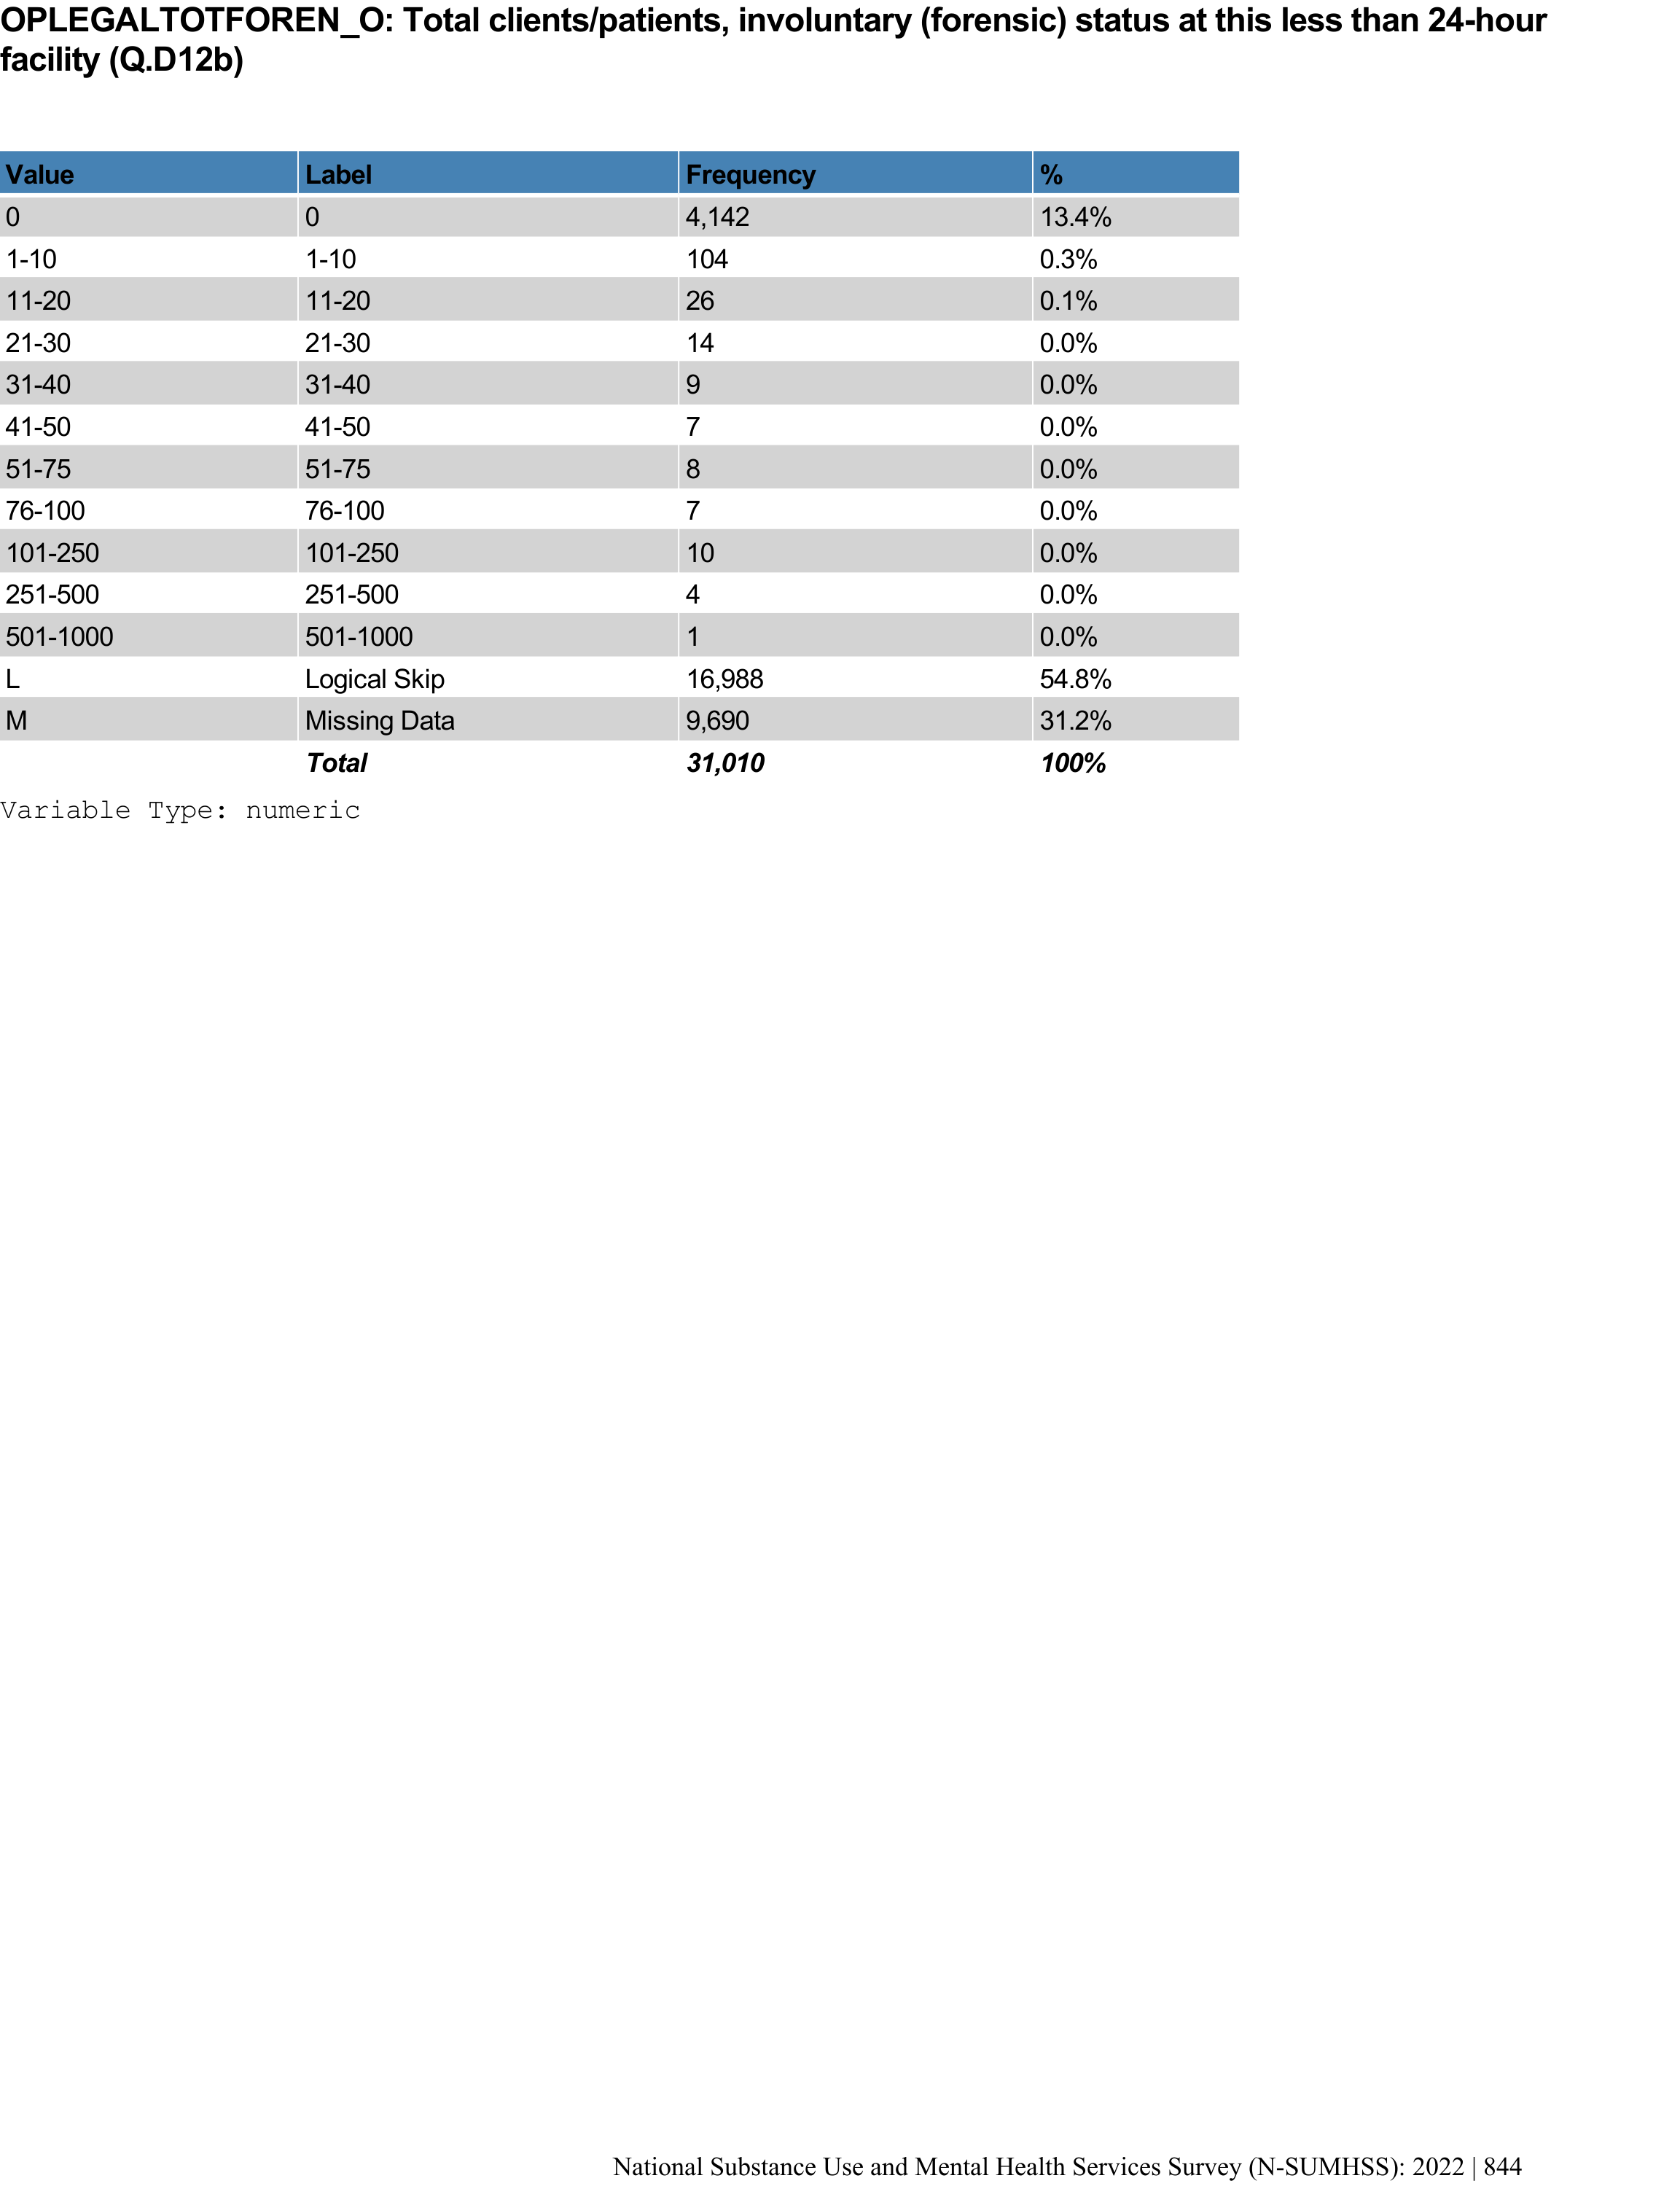 OPLEGALTOTFOREN_O: Total clients/patients, involuntary (forensic) status at this less than 24-hour
facility (Q.D12b)
Value Label Frequency %
0 0 4,142 13.4%
1-10 1-10 104 0.3%
11-20 11-20 26 0.1%
21-30 21-30 14 0.0%
31-40 31-40 9 0.0%
41-50 41-50 7 0.0%
51-75 51-75 8 0.0%
76-100 76-100 7 0.0%
101-250 101-250 10 0.0%
251-500 251-500 4 0.0%
501-1000 501-1000 1 0.0%
L Logical Skip 16,988 54.8%
M Missing Data 9,690 31.2%
Total 31,010 100%
Variable Type: numeric
National Substance Use and Mental Health Services Survey (N-SUMHSS): 2022 | 844